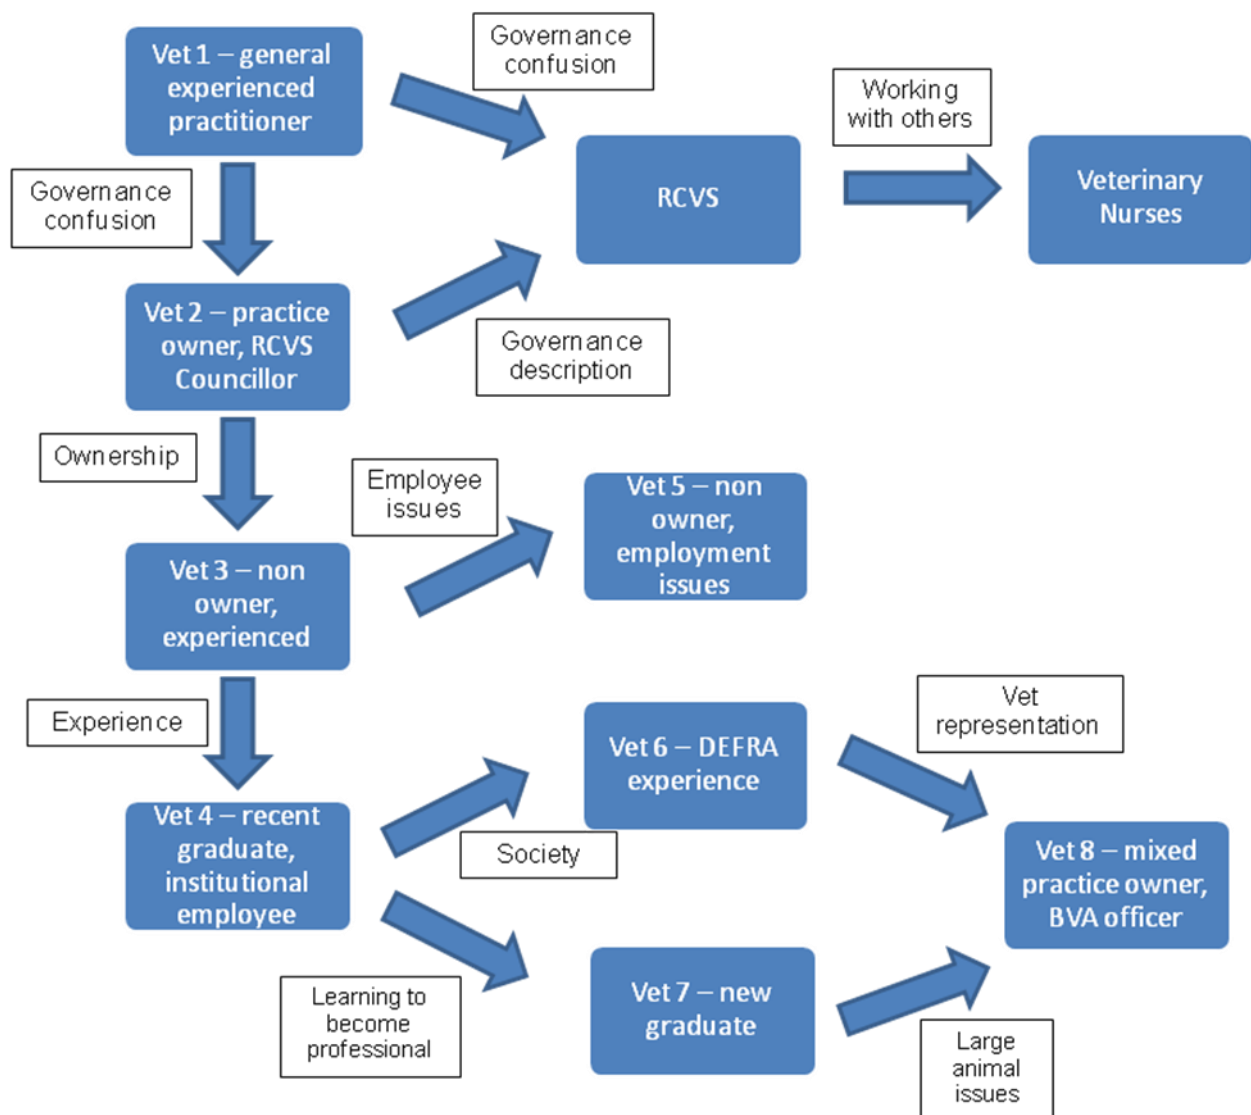 Vet 1 – general
experienced
practitioner
Governance
confusion
Working
with others
RCVS
Veterinary
Nurses
Governance
confusion
Vet 2 – practice
owner, RCVS
Councillor
Governance
description
Ownership
Employee
issues
Vet 5 – non
owner,
employment
issues
Vet 3 – non
owner,
experienced
Experience
Vet
representation
Vet 6 – DEFRA
experience
Vet 4 – recent
graduate,
institutional
employee
Society
Vet 8 – mixed
practice owner,
BVA officer
Learning to
become
professional
Vet 7 – new
graduate
Large
animal
issues